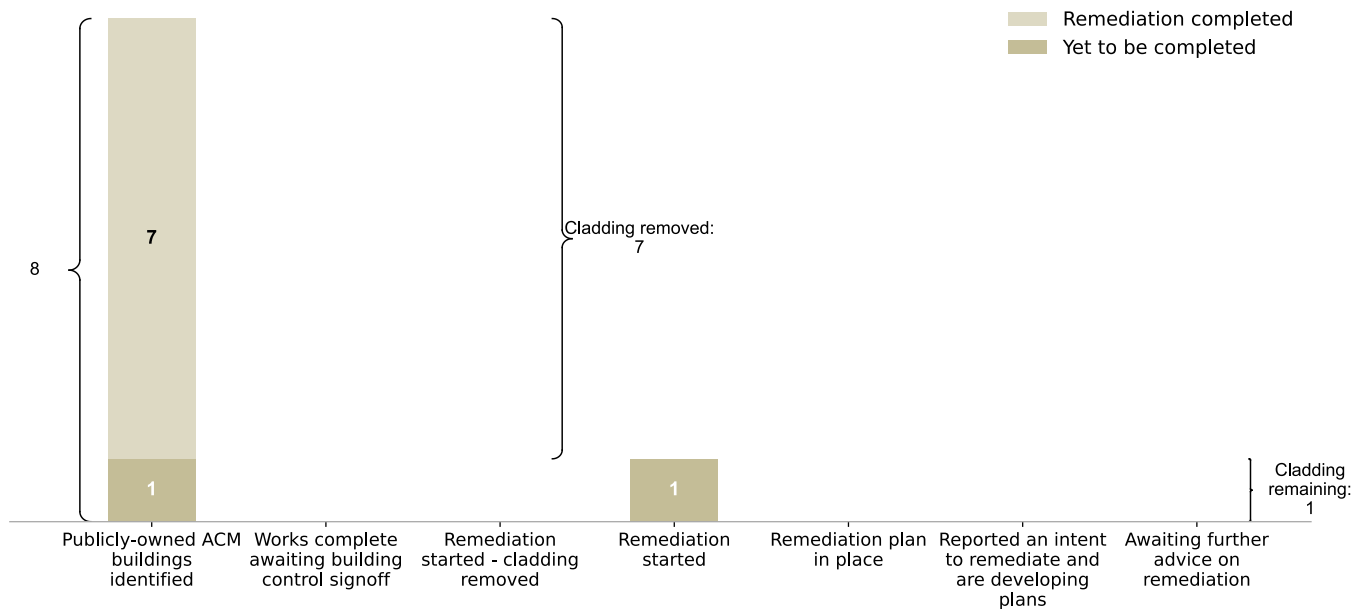 Remediation completed
Yet to be completed
7
Cladding removed:
7
8
1
1
Cladding
remaining:
1
Publicly-owned ACM
buildings
identified
Works complete
awaiting building
control signoff
Remediation
started - cladding
removed
Remediation
started
Remediation plan
in place
Reported an intent
to remediate and
are developing
plans
Awaiting further
advice on
remediation